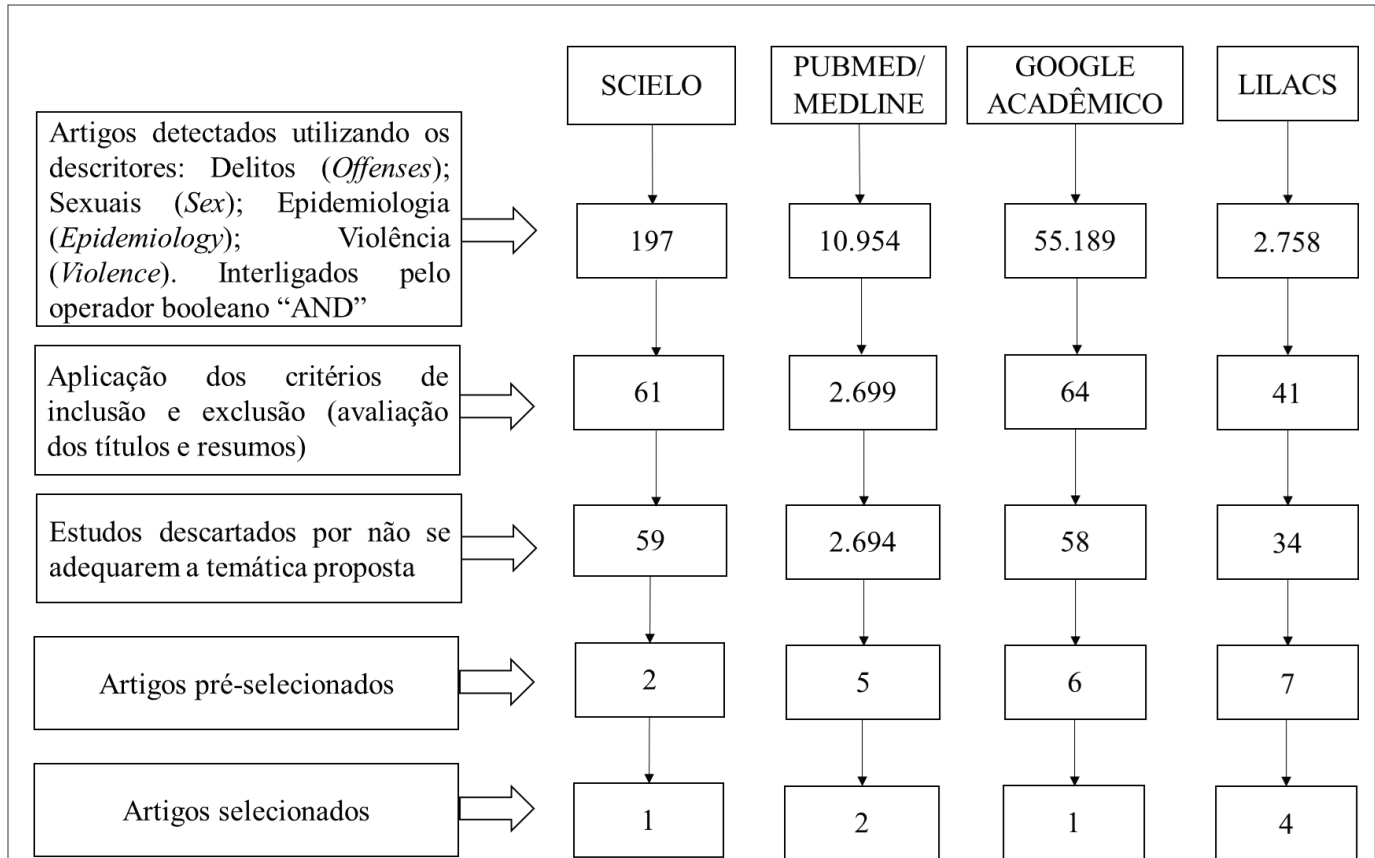 SCIELO
PUBMED/
MEDLINE
GOOGLE
ACADÊMICO
LILACS
Artigos detectados utilizando os
descritores: Delitos (Offenses);
Sexuais (Sex); Epidemiologia
(Epidemiology); Violência
(Violence). Interligados pelo
operador booleano “AND”
197
10.954
55.189
2.758
Aplicação dos critérios de
inclusão e exclusão (avaliação
dos títulos e resumos)
61
2.699
64
41
Estudos descartados por não se
adequarem a temática proposta
59
2.694
58
34
Artigos pré-selecionados
2
5
6
7
Artigos selecionados
1
2
1
4